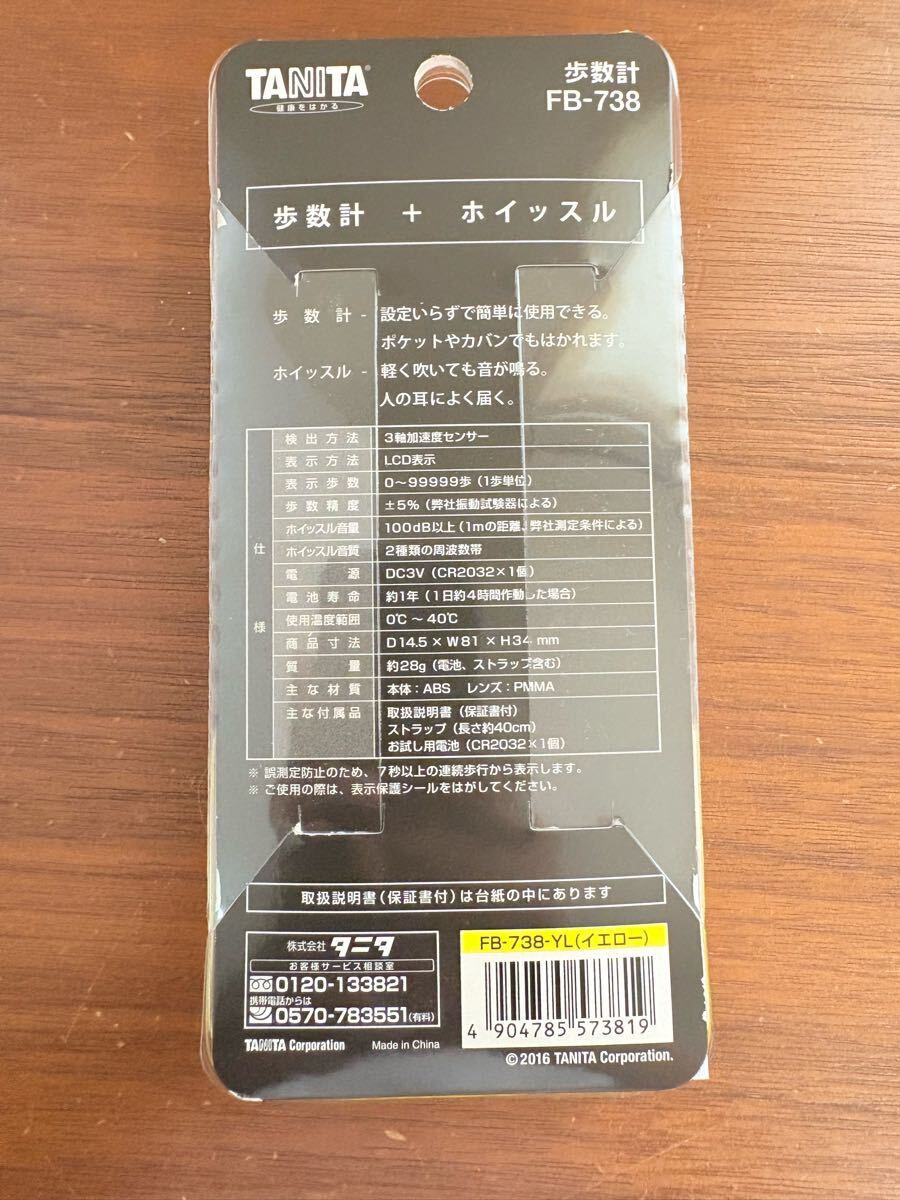 TANITA®
健康をはかる
歩数計
FB-738
歩数計 + ホイッスル
歩数計 - 設定いらずで簡単に使用できる。
ポケットやカバンでもはかれます。
ホイッスル - 軽く吹いても音が鳴る。
人の耳によく届く。
仕様
検出方法 3軸加速度センサー
表示方法 LCD表示
表示歩数 0～99999歩（1歩単位）
歩数精度 ±5%（弊社振動試験器による）
ホイッスル音量 100dB以上（1mの距離、弊社測定条件による）
ホイッスル音質 2種類の周波数帯
電源 DC3V（CR2032×1個）
電池寿命 約1年（1日約4時間作動した場合）
使用温度範囲 0℃～40℃
商品寸法 D14.5×W81×H34 mm
質量 約28g（電池、ストラップ含む）
主な材質 本体：ABS レンズ：PMMA
主な付属品 取扱説明書（保証書付）
ストラップ（長さ約40cm）
お試し用電池（CR2032×1個）
※ 誤測定防止のため、7秒以上の連続歩行から表示します。
※ ご使用の際は、表示保護シールをはがしてください。
取扱説明書（保証書付）は台紙の中にあります
株式会社 タニタ
お客様サービス相談室
0120-133821
携帯電話からは
0570-783551（有料）
TANITA Corporation Made in China
FB-738-YL（イエロー）
4 904785 573819
©2016 TANITA Corporation.